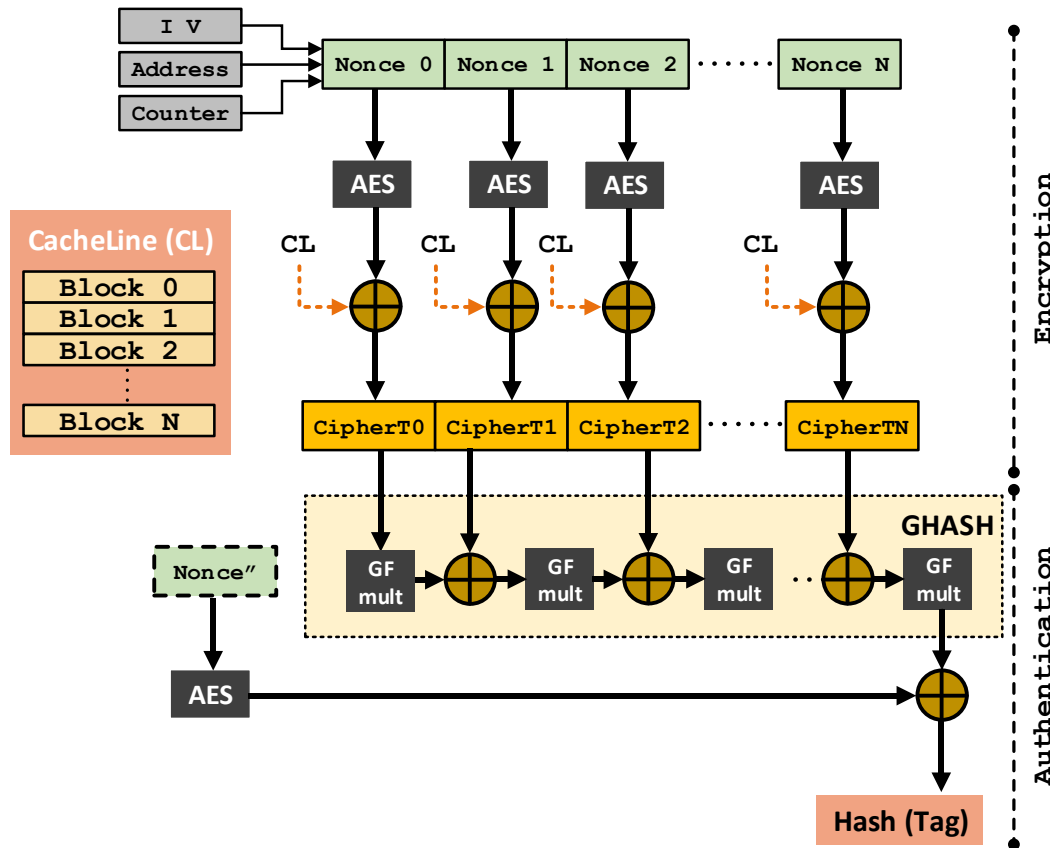 I V
Address
Counter
Nonce 0 Nonce 1 Nonce 2 ...... Nonce N
AES AES AES AES
CacheLine (CL)
Block 0
Block 1
Block 2
Block N
CL CL CL CL
CipherT0 CipherT1 CipherT2 ...... CipherTN
Encryption
GHASH
GF mult
GF mult
GF mult
GF mult
Nonce”
AES
Hash (Tag)
Authentication